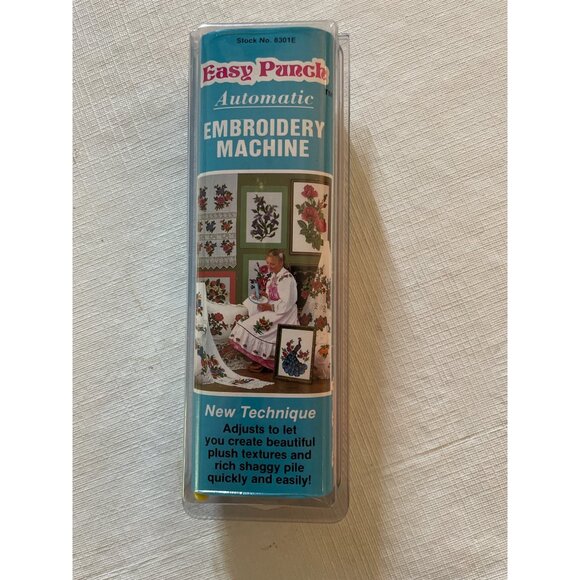 Stock No. 8301E
Easy Punch
Automatic
EMBROIDERY
MACHINE
New Technique
Adjusts to let
you create beautiful
plush textures and
rich shaggy pile
quickly and easily!